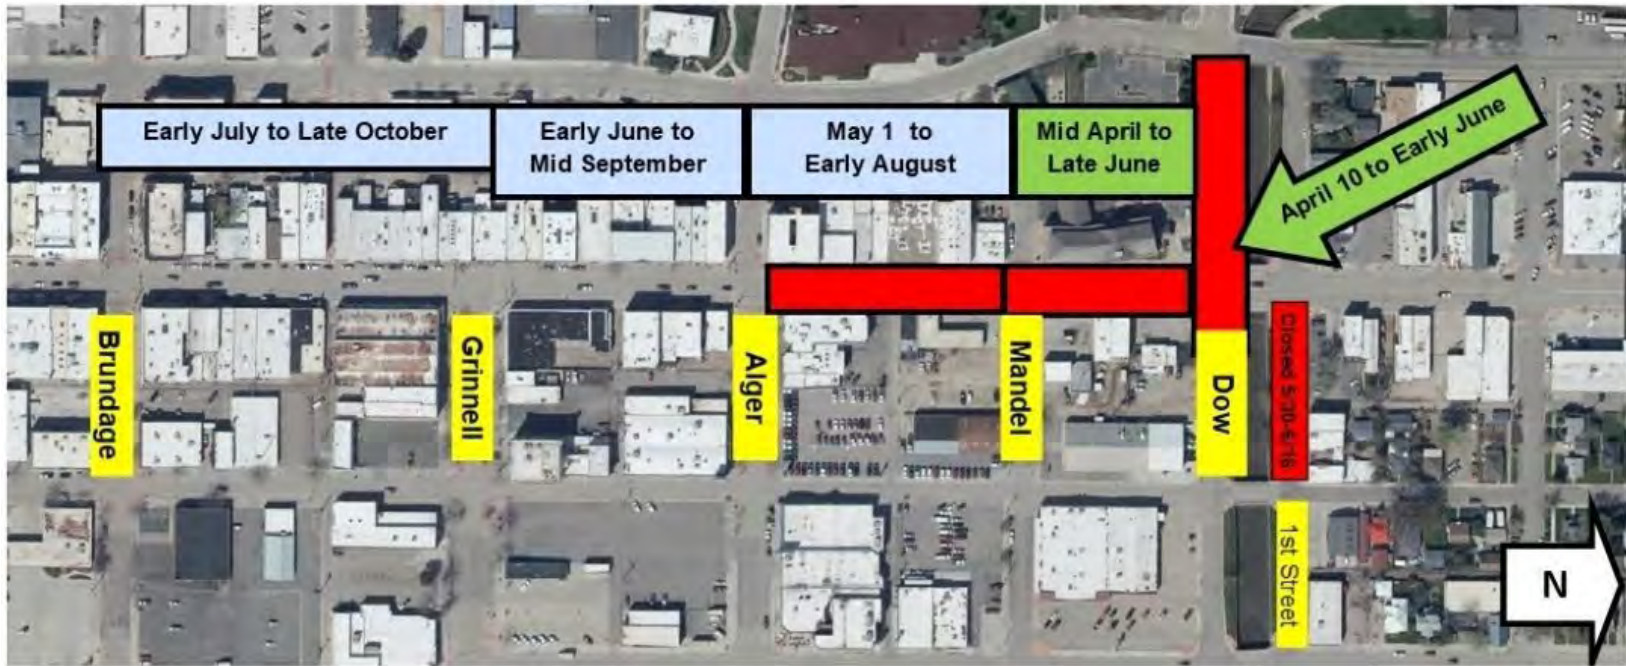 Early July to Late October
Early June to
Mid September
May 1 to
Early August
Mid April to
Late June
April 10 to Early June
Brundage
Grinnell
Alger
Mandel
Dow
Closed 5/30-6/16
1st Street
N